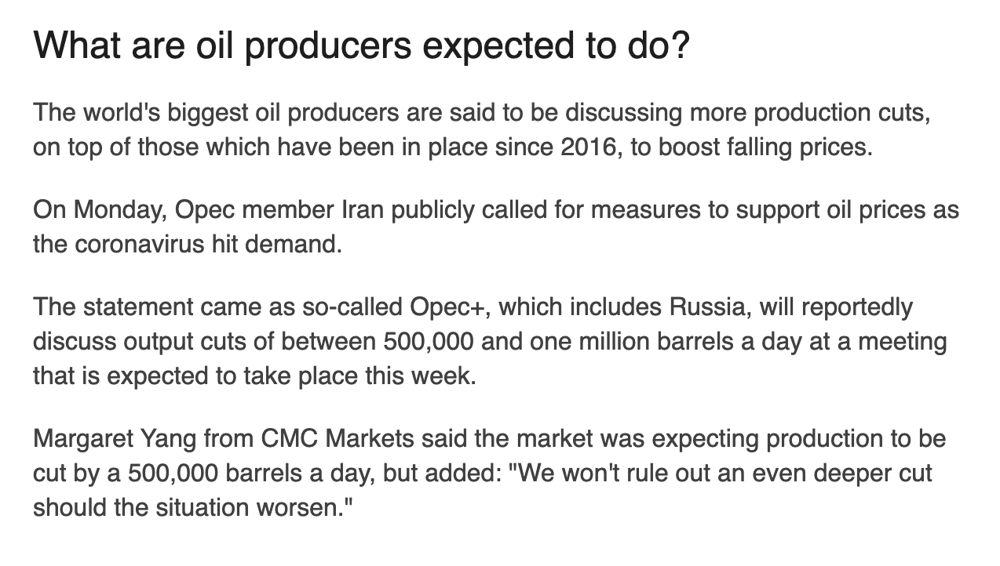 What are oil producers expected to do?
The world's biggest oil producers are said to be discussing more production cuts,
on top of those which have been in place since 2016, to boost falling prices.
On Monday, Opec member Iran publicly called for measures to support oil prices as
the coronavirus hit demand.
The statement came as so-called Opec+, which includes Russia, will reportedly
discuss output cuts of between 500,000 and one million barrels a day at a meeting
that is expected to take place this week.
Margaret Yang from CMC Markets said the market was expecting production to be
cut by a 500,000 barrels a day, but added: "We won't rule out an even deeper cut
should the situation worsen."